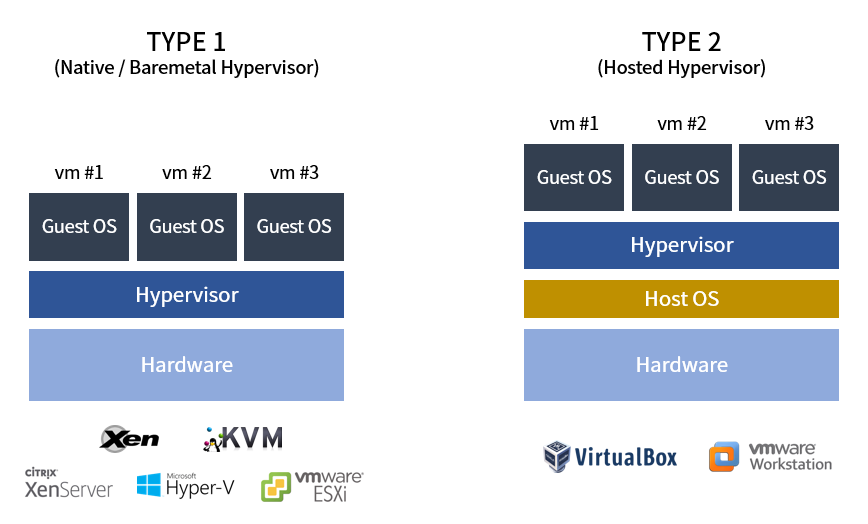 TYPE 1
(Native / Baremetal Hypervisor)
vm #1 vm #2 vm #3
Guest OS Guest OS Guest OS
Hypervisor
Hardware
Xen KVM
CITRIX
XenServer
Microsoft
Hyper-V
vmware
ESXi
TYPE 2
(Hosted Hypervisor)
vm #1 vm #2 vm #3
Guest OS Guest OS Guest OS
Hypervisor
Host OS
Hardware
VirtualBox
vmware
Workstation